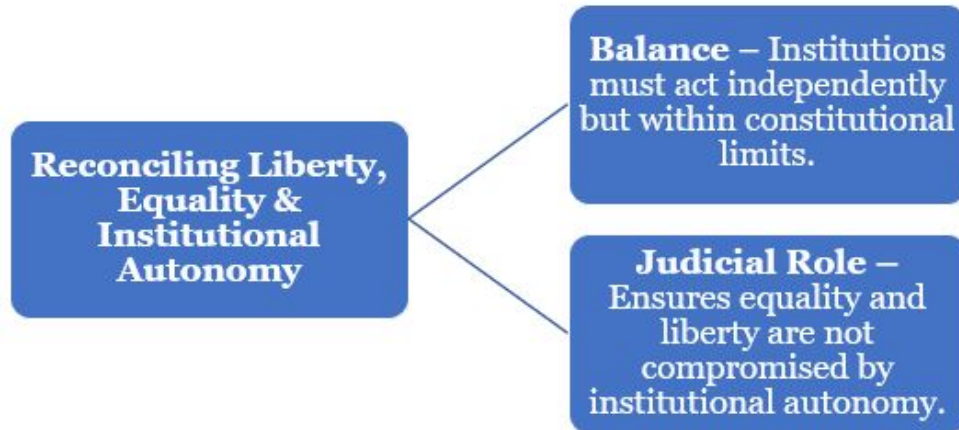 Reconciling Liberty,
Equality &
Institutional
Autonomy
Balance – Institutions
must act independently
but within constitutional
limits.
Judicial Role –
Ensures equality and
liberty are not
compromised by
institutional autonomy.